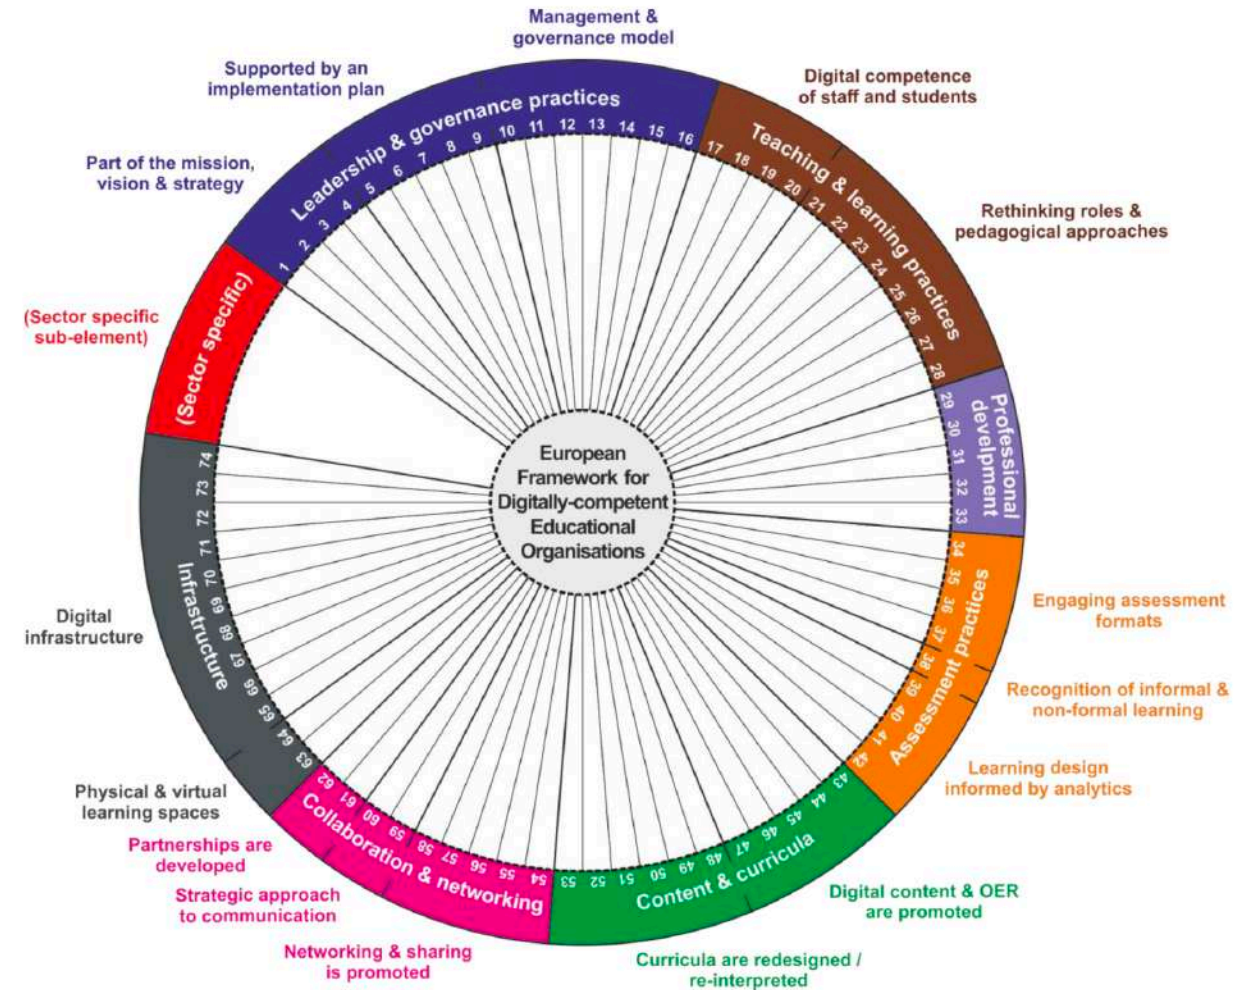 Management &
governance model
Supported by an
implementation plan
Part of the mission,
vision & strategy
Leadership & governance practices
1
2
3
4
5
6
7
8
9
10
11
12
13
14
15
16
Digital competence
of staff and students
Rethinking roles &
pedagogical approaches
Teaching & learning practices
17
18
19
20
21
22
23
24
25
26
27
28
Professional
develpment
29
30
31
32
33
Engaging assessment
formats
Recognition of informal &
non-formal learning
Learning design
informed by analytics
Assessment practices
34
35
36
37
38
39
40
41
42
Digital content & OER
are promoted
Curricula are redesigned /
re-interpreted
Content & curricula
43
44
45
46
47
48
49
50
51
52
53
Networking & sharing
is promoted
Strategic approach
to communication
Partnerships are
developed
Collaboration & networking
54
55
56
57
58
59
60
61
62
Physical & virtual
learning spaces
Digital
infrastructure
Infrastructure
63
64
65
66
67
68
69
70
71
72
73
74
(Sector specific
sub-element)
(Sector specific)
European
Framework for
Digitally-competent
Educational
Organisations